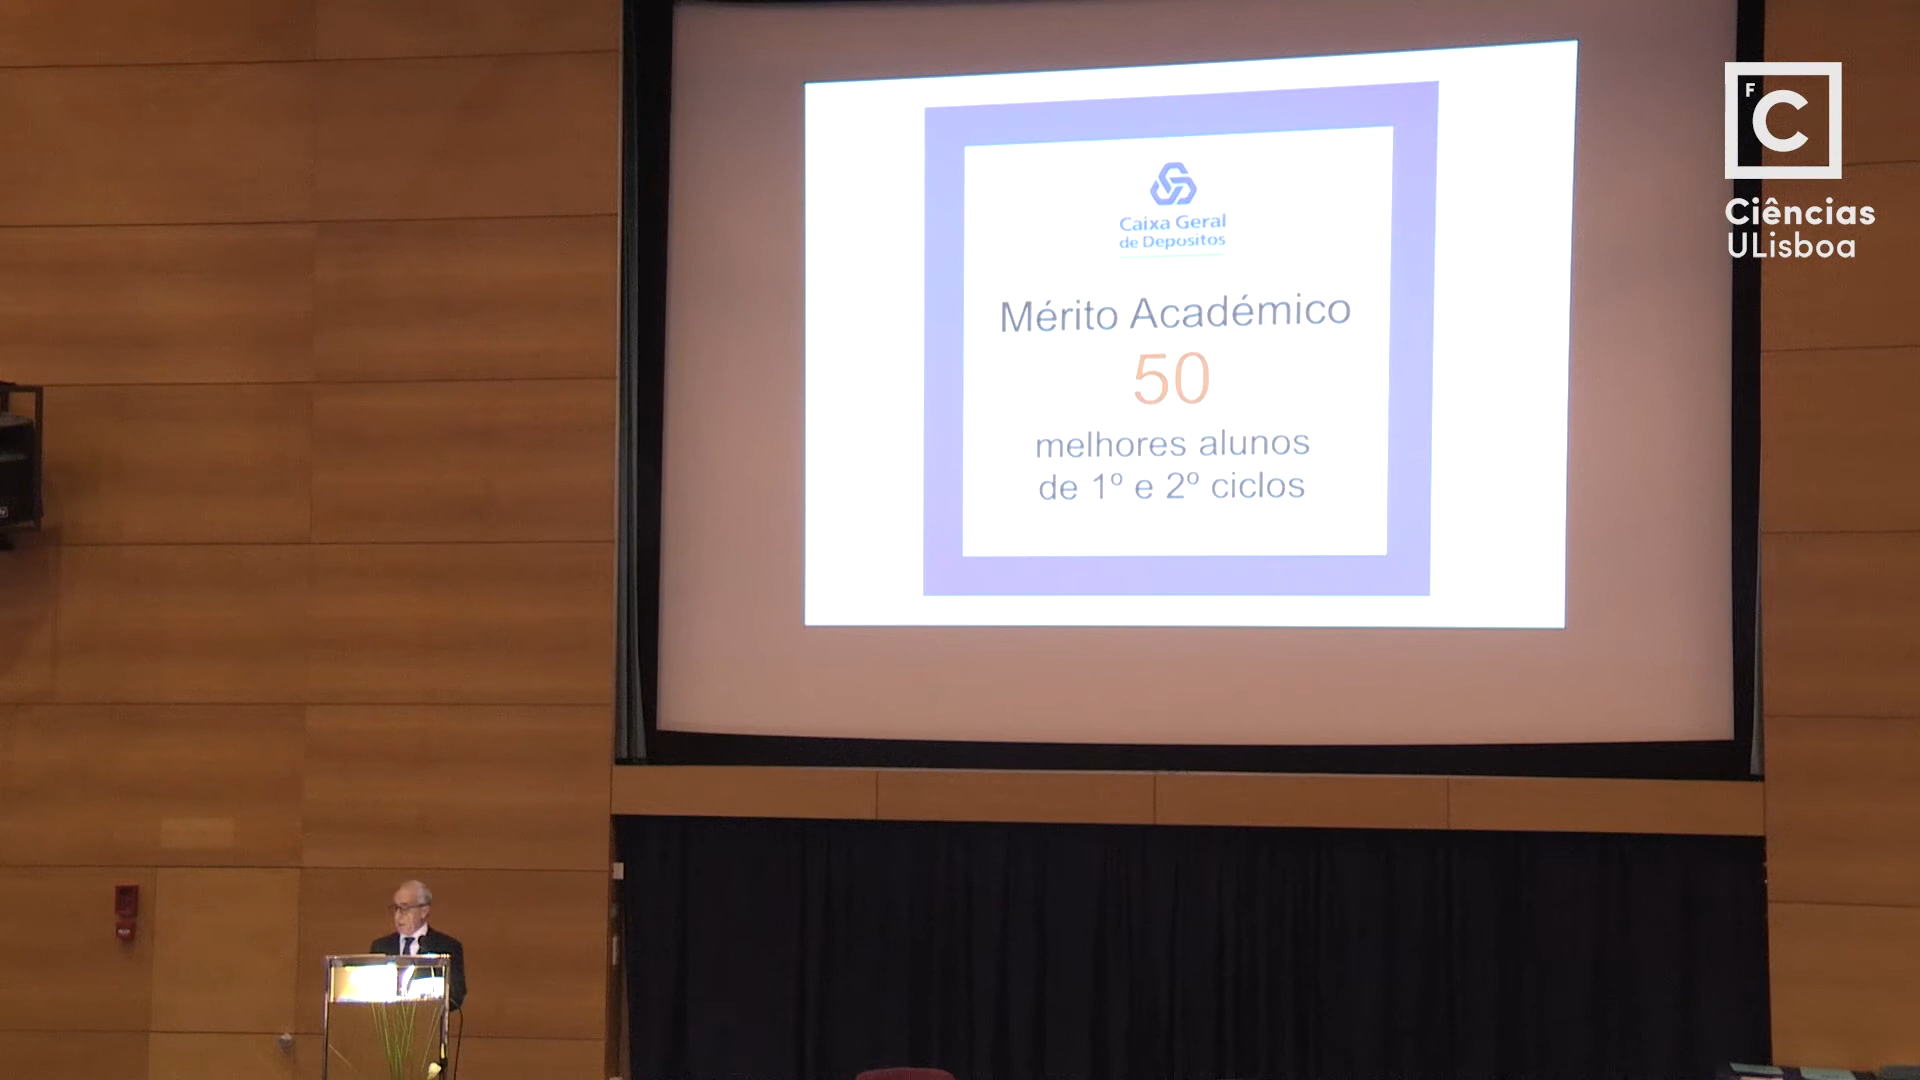 Caixa Geral
de Depositos
Mérito Académico
50
melhores alunos
de 1º e 2º ciclos
F
C
Ciências
ULisboa